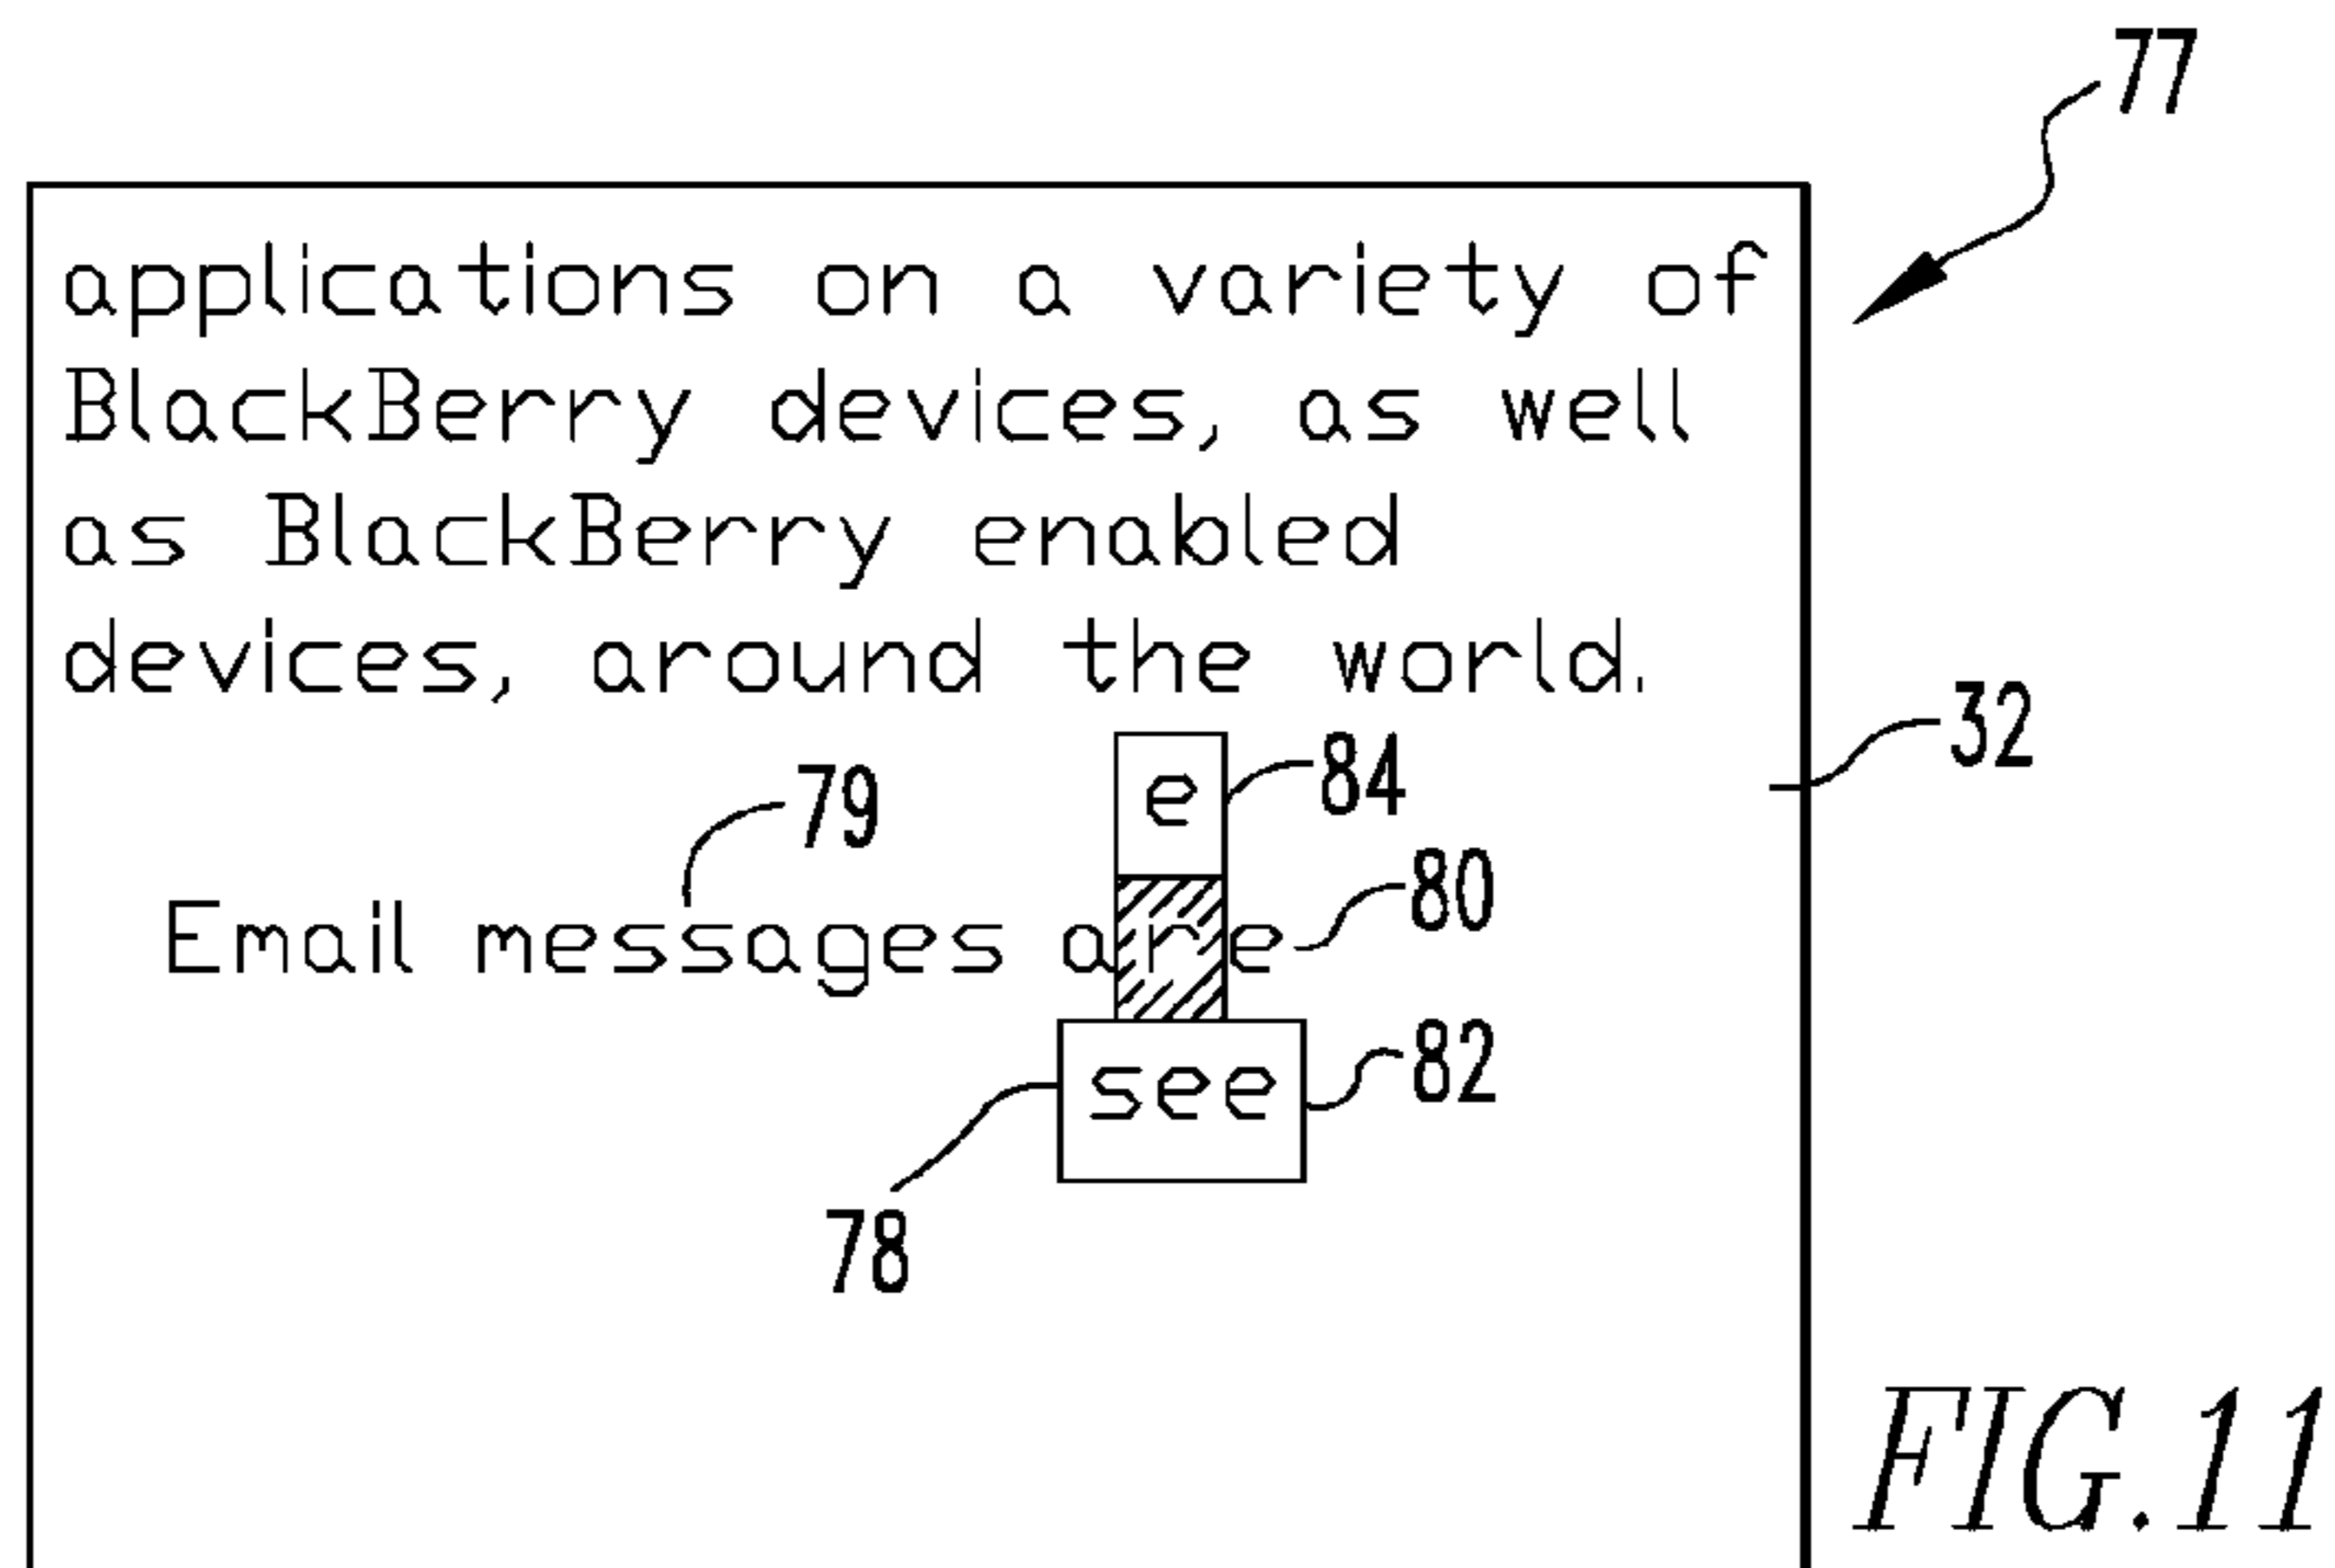 77
applications on a variety of
BlackBerry devices, as well
as BlackBerry enabled
devices, around the world.
32
e 84
79
80
Email messages are
see 82
78
FIG.11